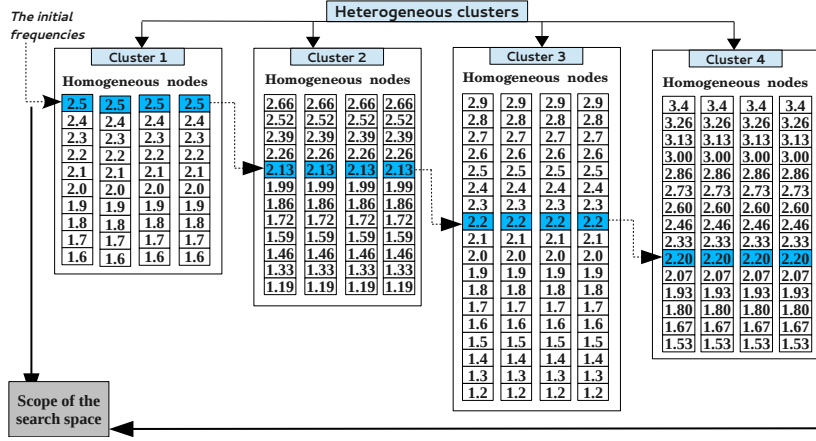 Heterogeneous clusters
The initial
frequencies
Cluster 1
Homogeneous nodes
2.5 2.5 2.5 2.5
2.4 2.4 2.4 2.4
2.3 2.3 2.3 2.3
2.2 2.2 2.2 2.2
2.1 2.1 2.1 2.1
2.0 2.0 2.0 2.0
1.9 1.9 1.9 1.9
1.8 1.8 1.8 1.8
1.7 1.7 1.7 1.7
1.6 1.6 1.6 1.6
Cluster 2
Homogeneous nodes
2.66 2.66 2.66 2.66
2.52 2.52 2.52 2.52
2.39 2.39 2.39 2.39
2.26 2.26 2.26 2.26
2.13 2.13 2.13 2.13
1.99 1.99 1.99 1.99
1.86 1.86 1.86 1.86
1.72 1.72 1.72 1.72
1.59 1.59 1.59 1.59
1.46 1.46 1.46 1.46
1.33 1.33 1.33 1.33
1.19 1.19 1.19 1.19
Cluster 3
Homogeneous nodes
2.9 2.9 2.9 2.9
2.8 2.8 2.8 2.8
2.7 2.7 2.7 2.7
2.6 2.6 2.6 2.6
2.5 2.5 2.5 2.5
2.4 2.4 2.4 2.4
2.3 2.3 2.3 2.3
2.2 2.2 2.2 2.2
2.1 2.1 2.1 2.1
2.0 2.0 2.0 2.0
1.9 1.9 1.9 1.9
1.8 1.8 1.8 1.8
1.7 1.7 1.7 1.7
1.6 1.6 1.6 1.6
1.5 1.5 1.5 1.5
1.4 1.4 1.4 1.4
1.3 1.3 1.3 1.3
1.2 1.2 1.2 1.2
Cluster 4
Homogeneous nodes
3.4 3.4 3.4 3.4
3.26 3.26 3.26 3.26
3.13 3.13 3.13 3.13
3.00 3.00 3.00 3.00
2.86 2.86 2.86 2.86
2.73 2.73 2.73 2.73
2.60 2.60 2.60 2.60
2.46 2.46 2.46 2.46
2.33 2.33 2.33 2.33
2.20 2.20 2.20 2.20
2.07 2.07 2.07 2.07
1.93 1.93 1.93 1.93
1.80 1.80 1.80 1.80
1.67 1.67 1.67 1.67
1.53 1.53 1.53 1.53
Scope of the
search space